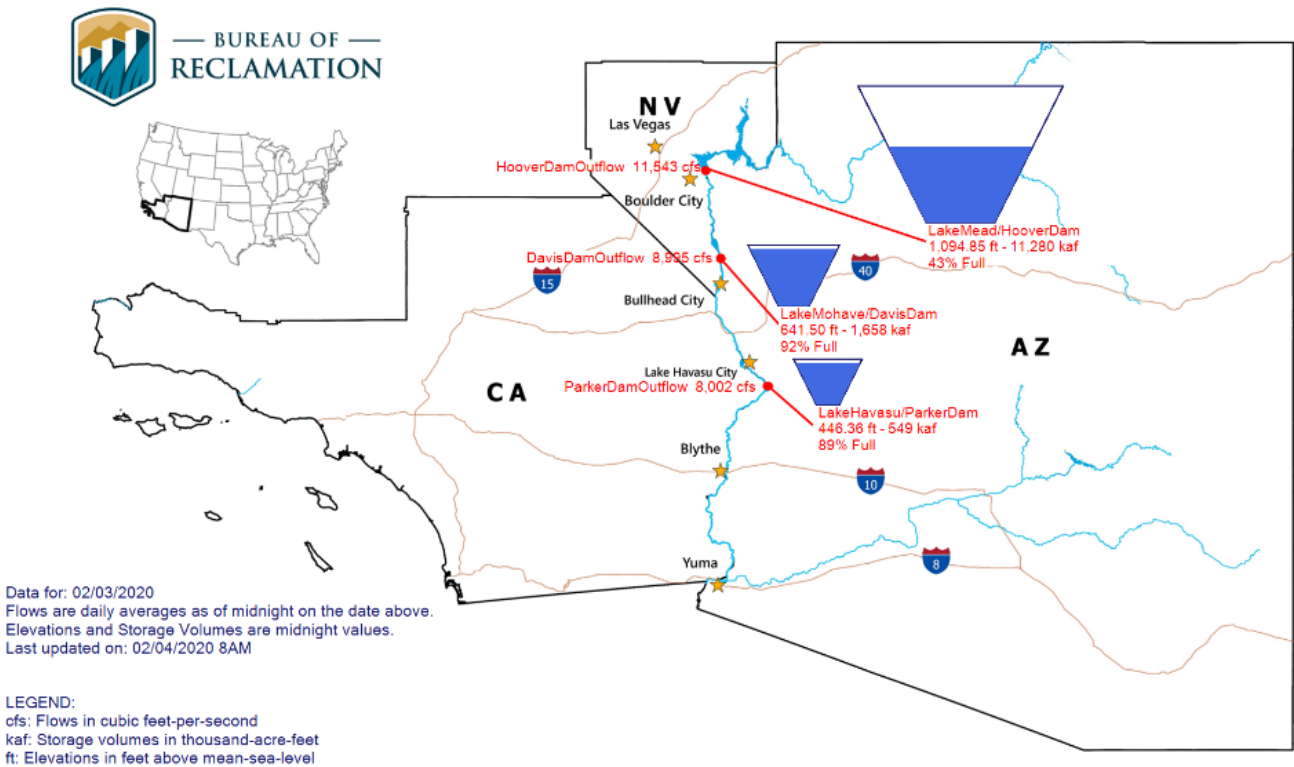 BUREAU OF
RECLAMATION
NV
Las Vegas
HooverDamOutflow 11,543 cfs
Boulder City
LakeMead/HooverDam
1,094.85 ft - 11,280 kaf
43% Full
DavisDamOutflow 8,995 cfs
15
40
Bullhead City
LakeMohave/DavisDam
641.50 ft - 1,658 kaf
92% Full
AZ
Lake Havasu City
CA
ParkerDamOutflow 8,002 cfs
LakeHavasu/ParkerDam
446.36 ft - 549 kaf
89% Full
Blythe
10
Yuma
8
Data for: 02/03/2020
Flows are daily averages as of midnight on the date above.
Elevations and Storage Volumes are midnight values.
Last updated on: 02/04/2020 8AM
LEGEND:
cfs: Flows in cubic feet-per-second
kaf: Storage volumes in thousand-acre-feet
ft: Elevations in feet above mean-sea-level